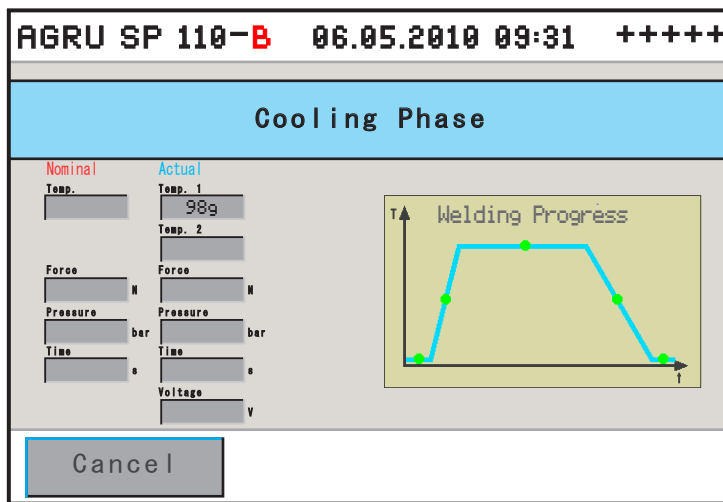 AGRU SP 110-B 06.05.2010 09:31 +++++
Cooling Phase
Nominal Actual
Temp. Temp. 1
98g
Temp. 2
Force N Force N
Pressure bar Pressure bar
Time s Time s
Voltage V
T Welding Progress
t
Cancel